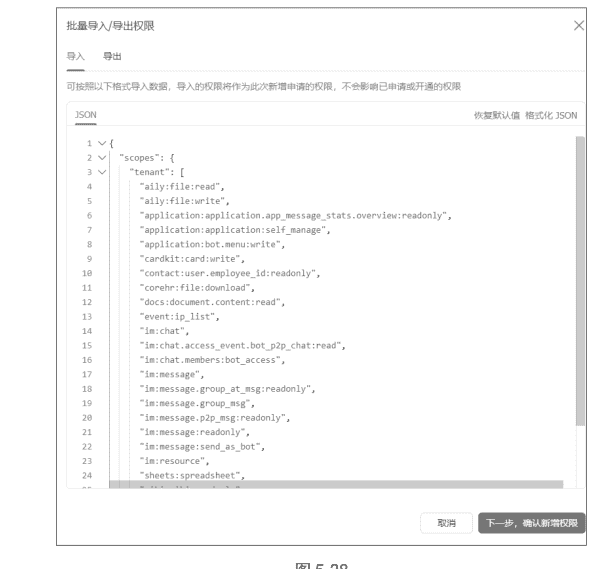 批量导入/导出权限
导入 导出
可按照以下格式导入数据，导入的权限将作为此次新增申请的权限，不会影响已申请或开通的权限
JSON 恢复默认值 格式化 JSON
1 {
2 "scopes": {
3 "tenant": [
4 "aily:file:read",
5 "aily:file:write",
6 "application:application.app_message_stats.overview:readonly",
7 "application:application:self_manage",
8 "application:bot.menu:write",
9 "cardkit:card:write",
10 "contact:user.employee_id:readonly",
11 "corehr:file:download",
12 "docs:document.content:read",
13 "event:ip_list",
14 "im:chat",
15 "im:chat.access_event.bot_p2p_chat:read",
16 "im:chat.members:bot_access",
17 "im:message",
18 "im:message.group_at_msg:readonly",
19 "im:message.group_msg",
20 "im:message.p2p_msg:readonly",
21 "im:message:readonly",
22 "im:message:send_as_bot",
23 "im:resource",
24 "sheets:spreadsheet",
取消 下一步，确认新增权限
图 5-28